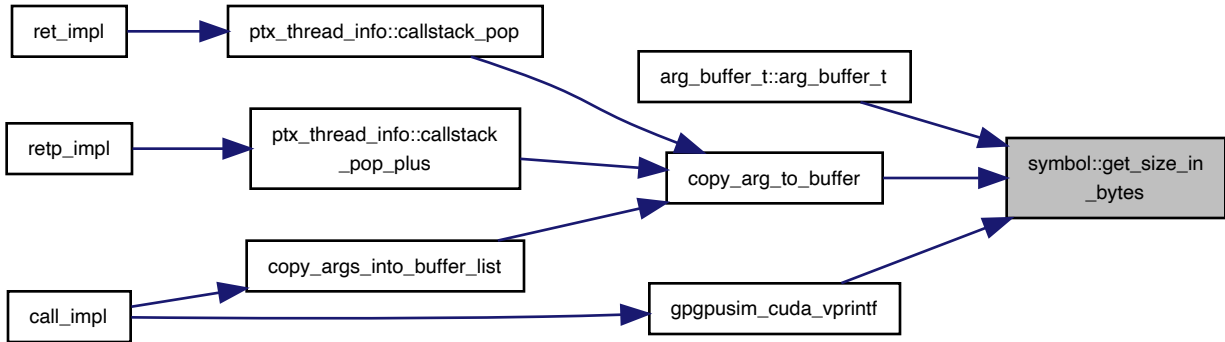 ret_impl
ptx_thread_info::callstack_pop
arg_buffer_t::arg_buffer_t
retp_impl
ptx_thread_info::callstack
_pop_plus
copy_arg_to_buffer
symbol::get_size_in
_bytes
copy_args_into_buffer_list
call_impl
gpgpusim_cuda_vprintf